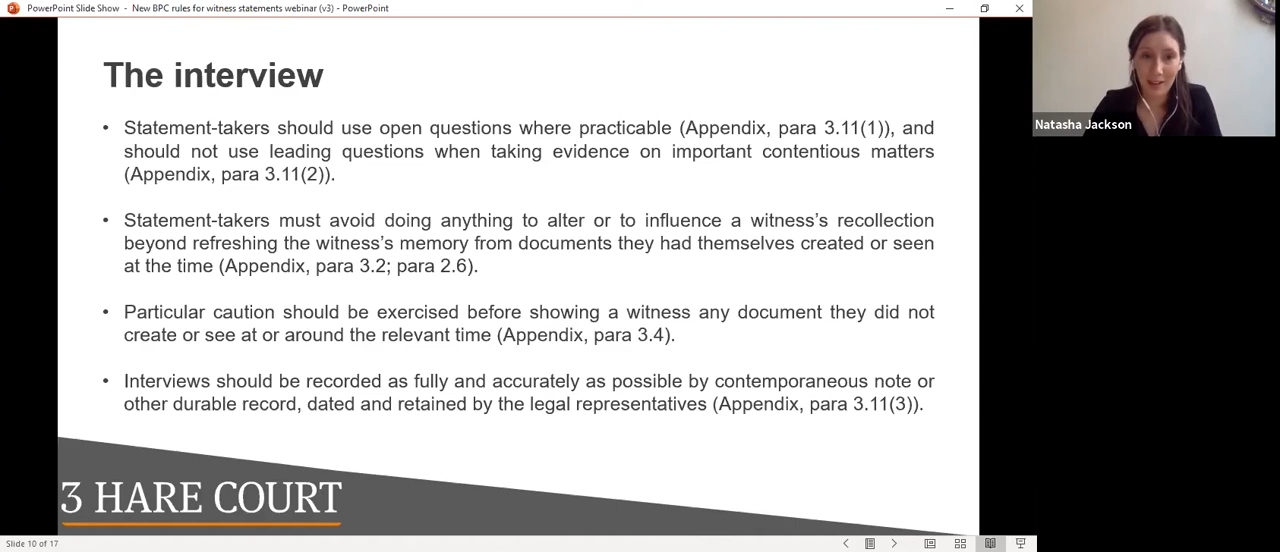 PowerPoint Slide Show - New BPC rules for witness statements webinar (v3) - PowerPoint
The interview
• Statement-takers should use open questions where practicable (Appendix, para 3.11(1)), and
should not use leading questions when taking evidence on important contentious matters
(Appendix, para 3.11(2)).
• Statement-takers must avoid doing anything to alter or to influence a witness's recollection
beyond refreshing the witness's memory from documents they had themselves created or seen
at the time (Appendix, para 3.2; para 2.6).
• Particular caution should be exercised before showing a witness any document they did not
create or see at or around the relevant time (Appendix, para 3.4).
• Interviews should be recorded as fully and accurately as possible by contemporaneous note or
other durable record, dated and retained by the legal representatives (Appendix, para 3.11(3)).
3 HARE COURT
Slide 10 of 17
Natasha Jackson